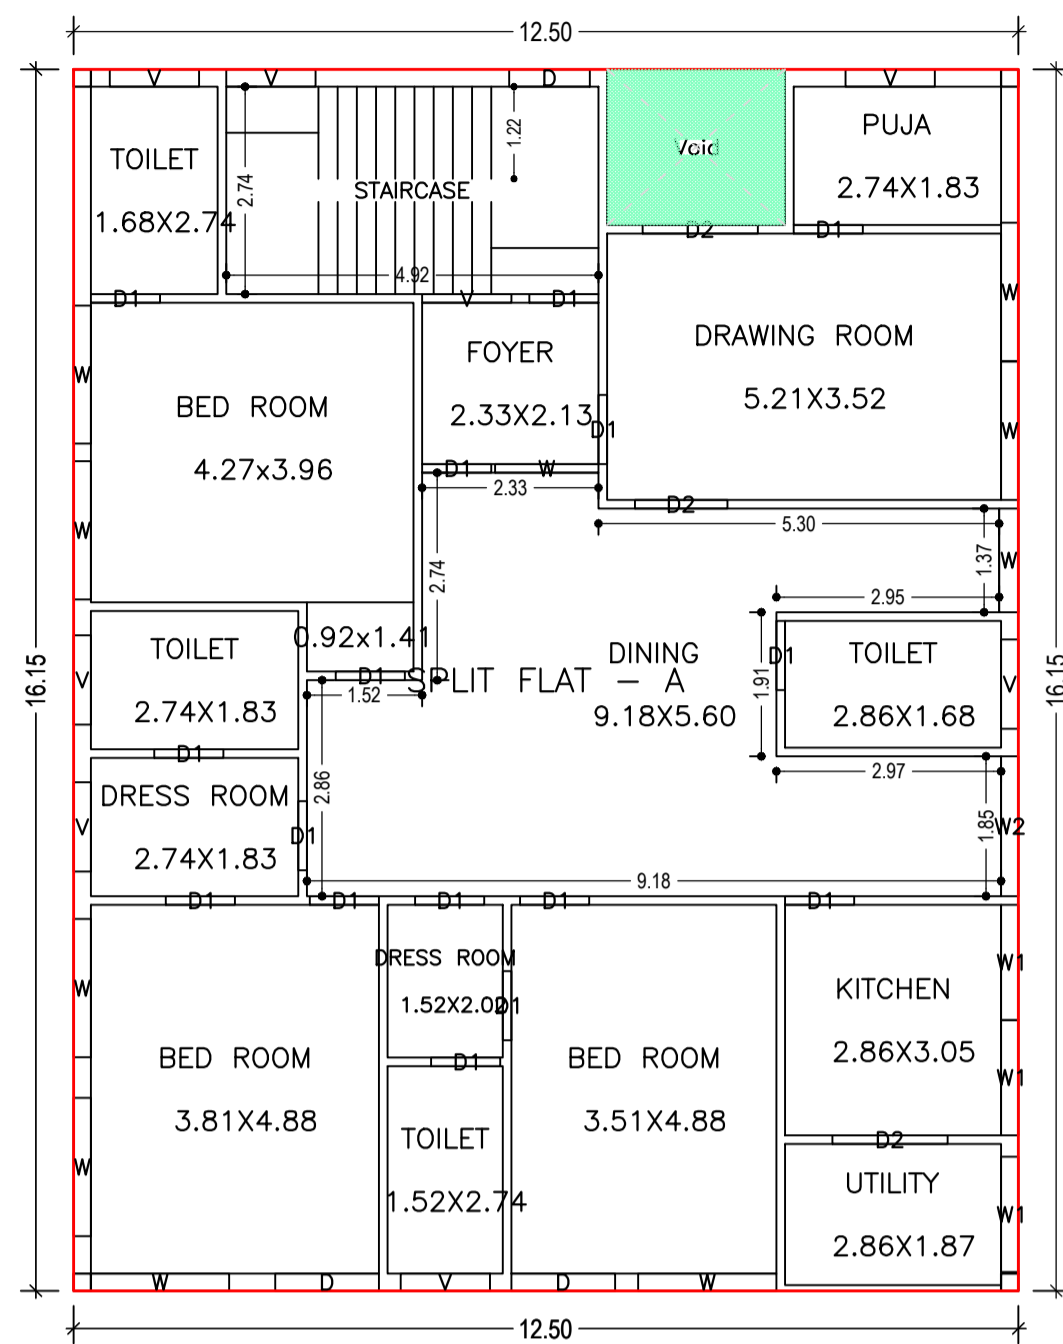 12.50
V
V
D
V
TOILET
1.68X2.74
2.74
STAIRCASE
1.22
Void
PUJA
2.74X1.83
D2
D1
4.92
D1
V
D1
W
W
BED ROOM
4.27x3.96
FOYER
2.33X2.13
D1
DRAWING ROOM
5.21X3.52
W
W
D1
W
2.33
D2
5.30
W
2.74
1.37
W
2.95
16.15
16.15
TOILET
2.74X1.83
V
0.92x1.41
D1
1.52
SPLIT FLAT - A
DINING
9.18X5.60
1.91
D1
TOILET
2.86X1.68
V
D1
2.97
DRESS ROOM
2.74X1.83
V
D1
2.86
1.85
W2
9.18
D1
D1
D1
D1
D1
DRESS ROOM
1.52X2.02
D1
D1
W
BED ROOM
3.81X4.88
W
TOILET
1.52X2.74
BED ROOM
3.51X4.88
KITCHEN
2.86X3.05
W1
W1
D2
UTILITY
2.86X1.87
W1
W
D
V
D
W
12.50